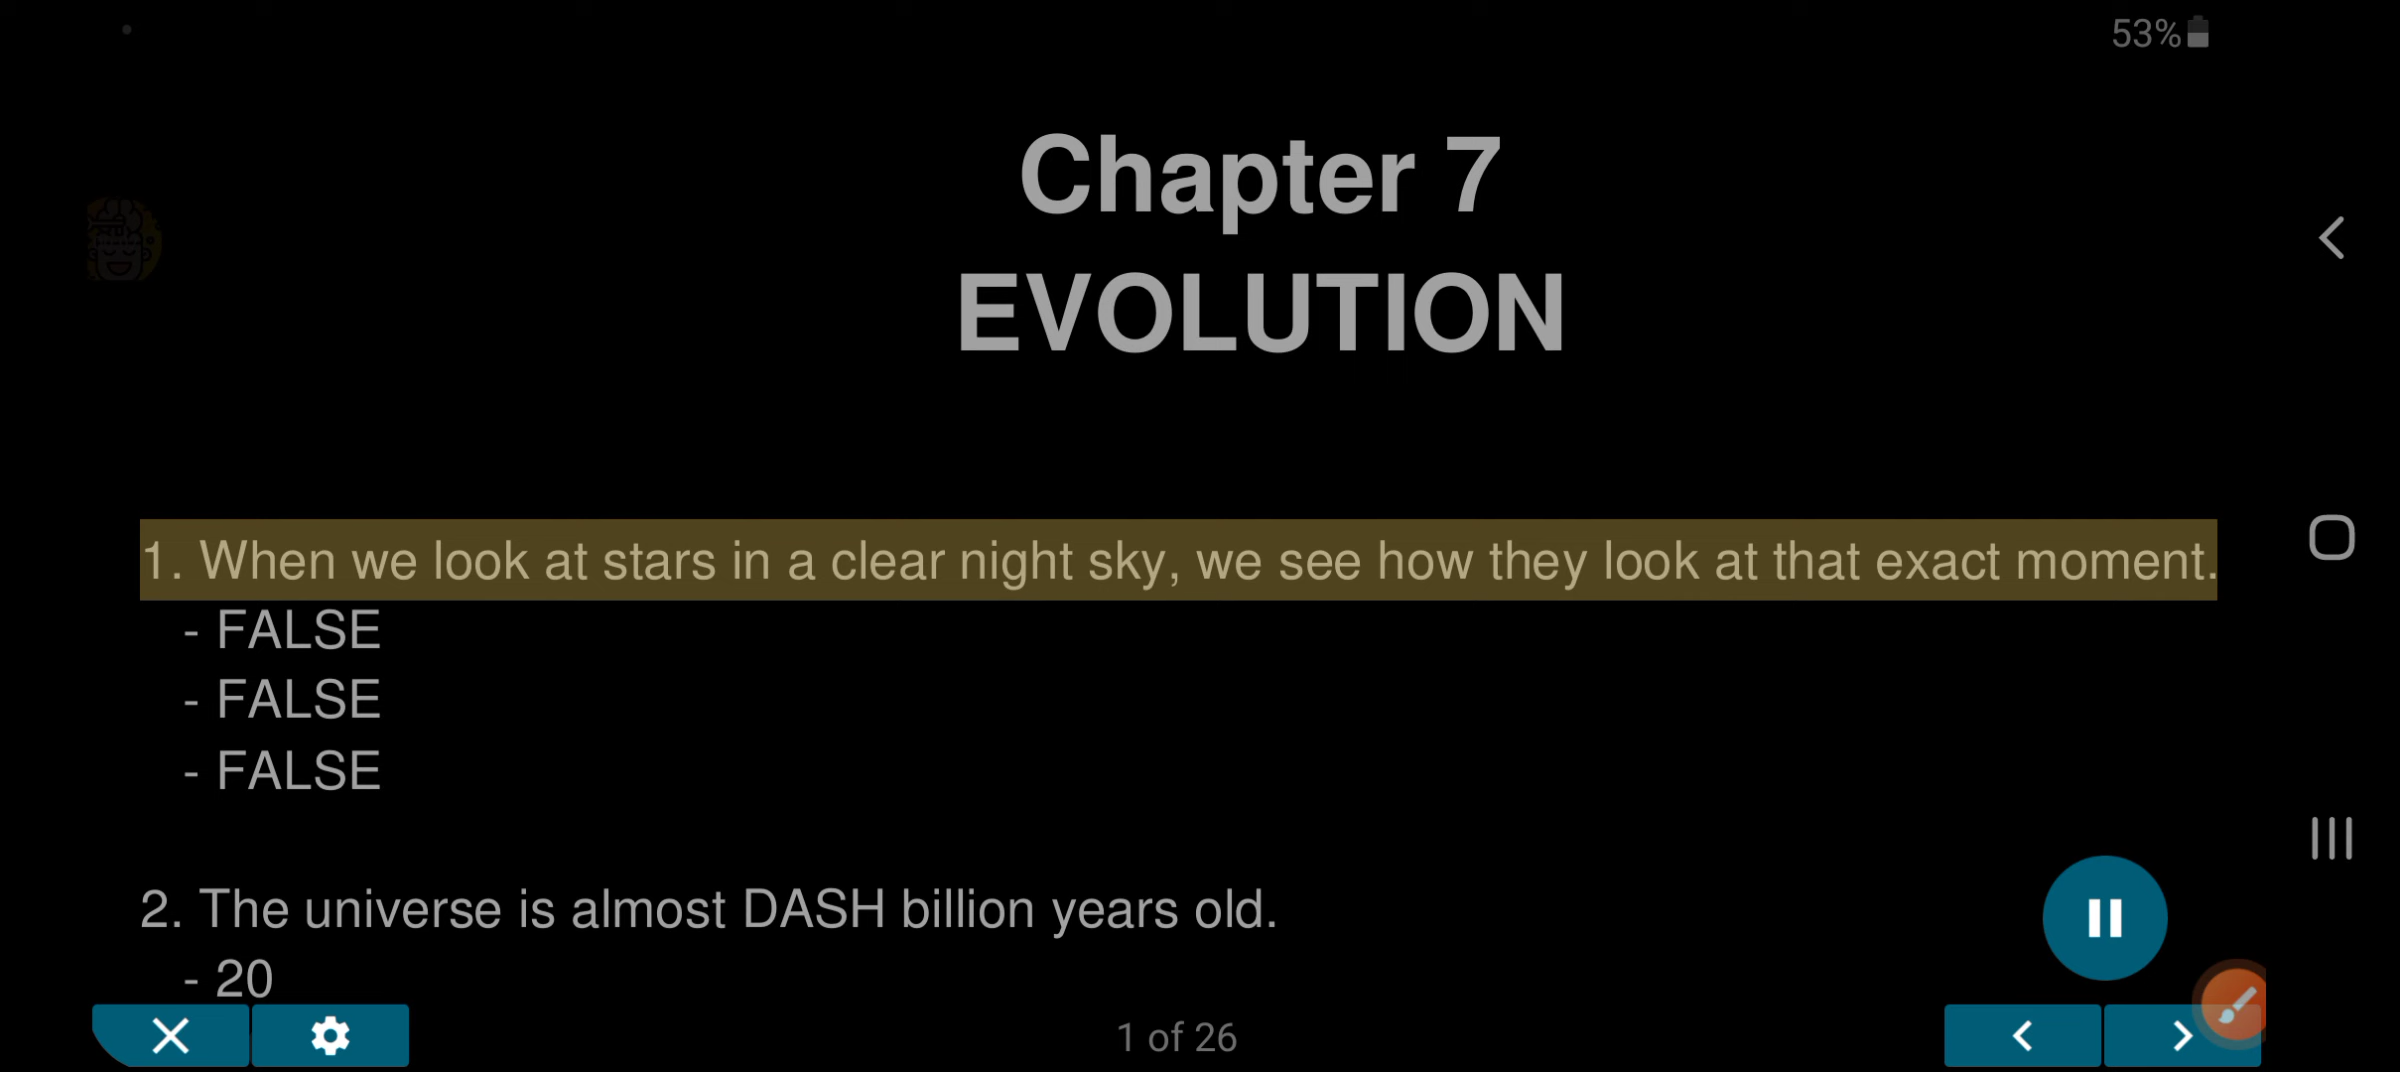 53%
Chapter 7
EVOLUTION
1. When we look at stars in a clear night sky, we see how they look at that exact moment.
- FALSE
- FALSE
- FALSE
2. The universe is almost DASH billion years old.
- 20
1 of 26